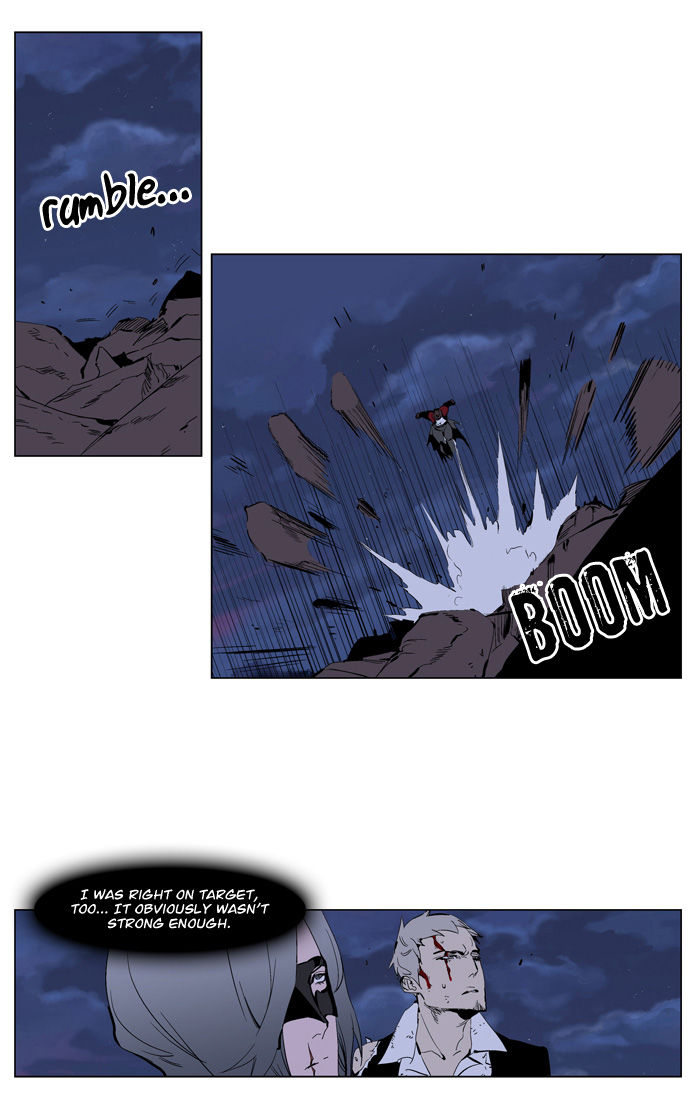 rumble...
BOOM
I WAS RIGHT ON TARGET,
TOO... IT OBVIOUSLY WASN'T
STRONG ENOUGH.